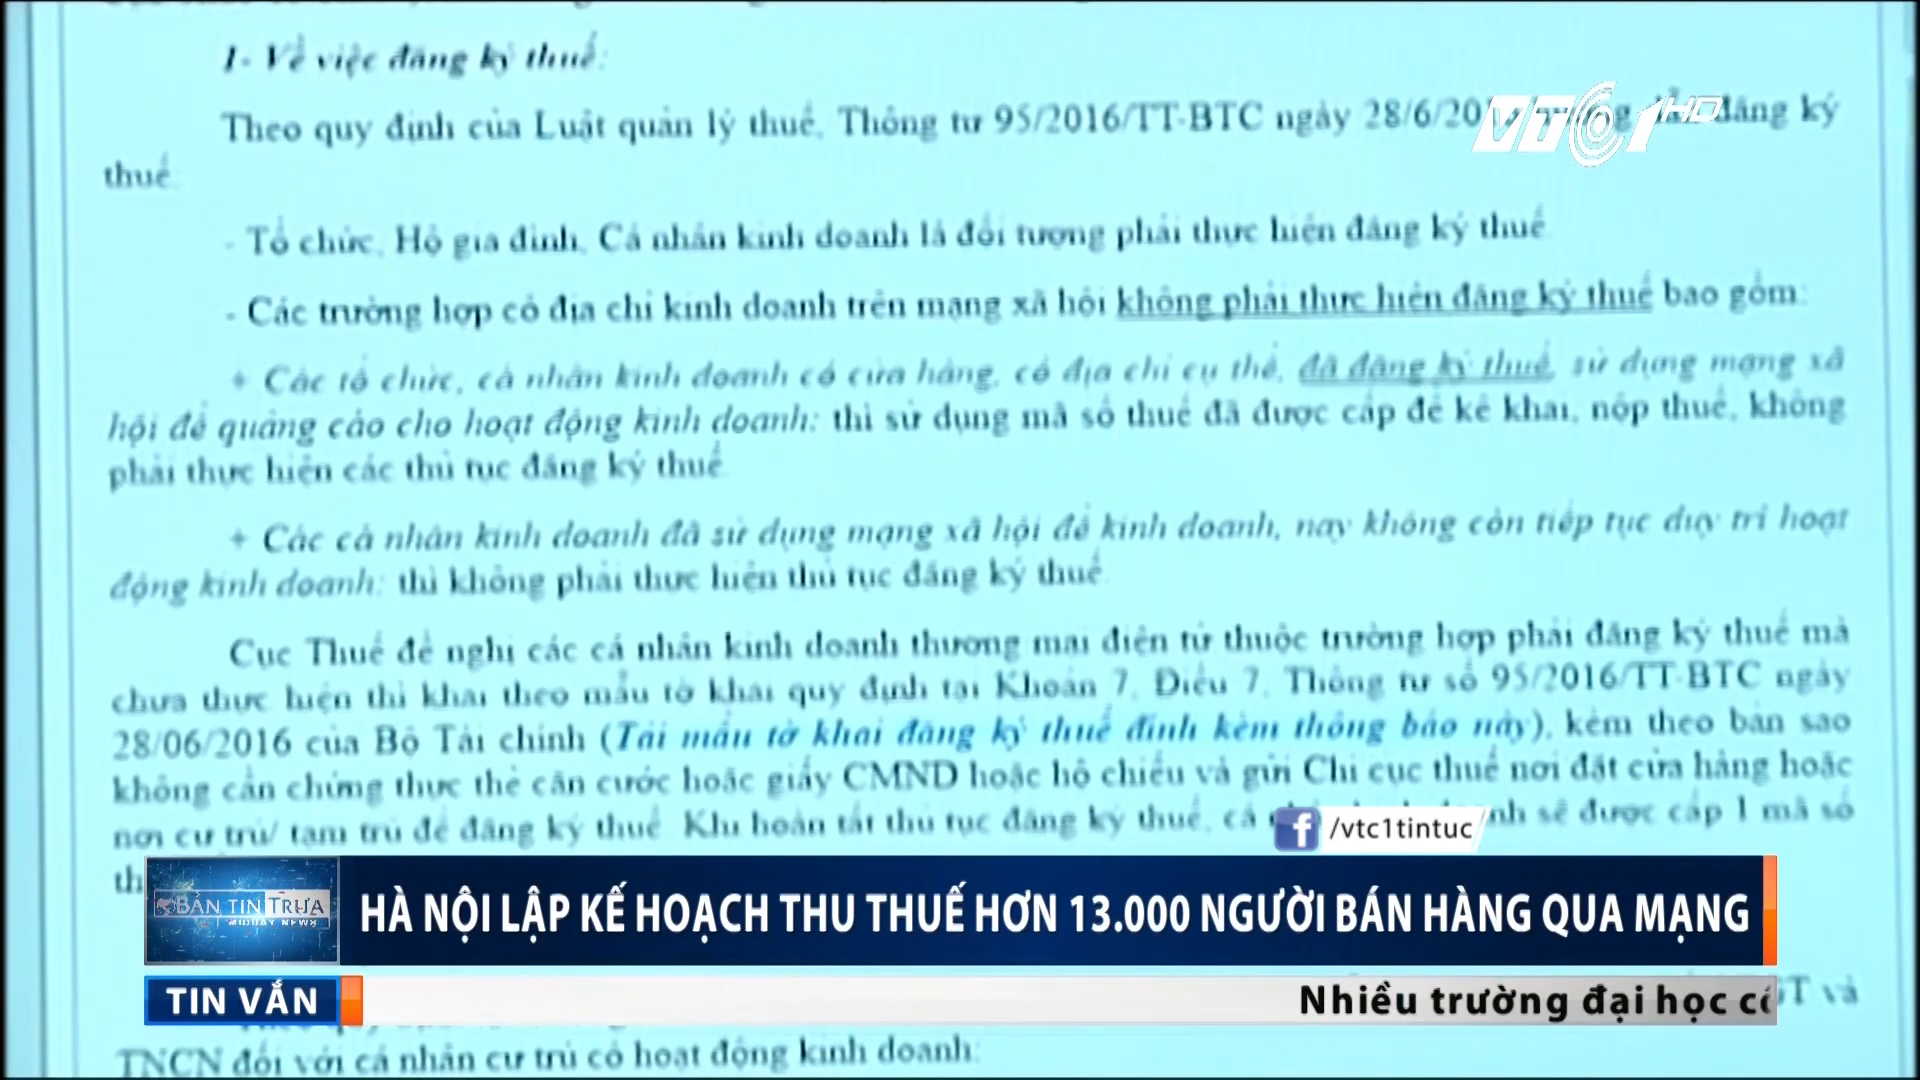 1- Về việc đăng ký thuế:
Theo quy định của Luật quản lý thuế, Thông tư 95/2016/TT-BTC ngày 28/6/20 đăng ký
thuế.
VTC1 HD
- Tổ chức, Hộ gia đình, Cá nhân kinh doanh là đối tượng phải thực hiện đăng ký thuế.
- Các trường hợp có địa chỉ kinh doanh trên mạng xã hội không phải thực hiện đăng ký thuế bao gồm:
+ Các tổ chức, cá nhân kinh doanh có cửa hàng, có địa chỉ cụ thể, đã đăng ký thuế, sử dụng mạng xã
hội để quảng cáo cho hoạt động kinh doanh: thì sử dụng mã số thuế đã được cấp để kê khai, nộp thuế, không
phải thực hiện các thủ tục đăng ký thuế.
+ Các cá nhân kinh doanh đã sử dụng mạng xã hội để kinh doanh, nay không còn tiếp tục duy trì hoạt
động kinh doanh: thì không phải thực hiện thủ tục đăng ký thuế.
Cục Thuế đề nghị các cá nhân kinh doanh thương mại điện tử thuộc trường hợp phải đăng ký thuế mà
chưa thực hiện thì khai theo mẫu tờ khai quy định tại Khoản 7, Điều 7, Thông tư số 95/2016/TT-BTC ngày
28/06/2016 của Bộ Tài chính (Tải mẫu tờ khai đăng ký thuế đính kèm thông báo này), kèm theo bản sao
không cần chứng thực thẻ căn cước hoặc giấy CMND hoặc hộ chiếu và gửi Chi cục thuế nơi đặt cửa hàng hoặc
nơi cư trú/ tạm trú để đăng ký thuế. Khi hoàn tất thủ tục đăng ký thuế, cá sẽ được cấp 1 mã số
f /vtc1tintuc
BẢN TIN TRƯA
MIDDAY NEWS
HÀ NỘI LẬP KẾ HOẠCH THU THUẾ HƠN 13.000 NGƯỜI BÁN HÀNG QUA MẠNG
TIN VẮN
Nhiều trường đại học có
và
TNCN đối với cá nhân cư trú có hoạt động kinh doanh: